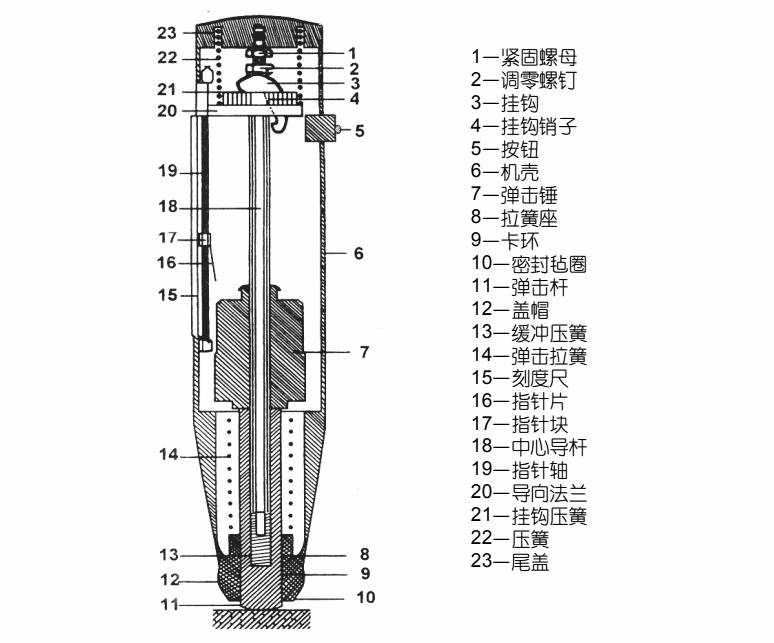 23
22
21
20
19
18
17
16
15
14
13
12
11
1
2
3
4
5
6
7
8
9
10
1—紧固螺母
2—调零螺钉
3—挂钩
4—挂钩销子
5—按钮
6—机壳
7—弹击锤
8—拉簧座
9—卡环
10—密封毡圈
11—弹击杆
12—盖帽
13—缓冲压簧
14—弹击拉簧
15—刻度尺
16—指针片
17—指针块
18—中心导杆
19—指针轴
20—导向法兰
21—挂钩压簧
22—压簧
23—尾盖